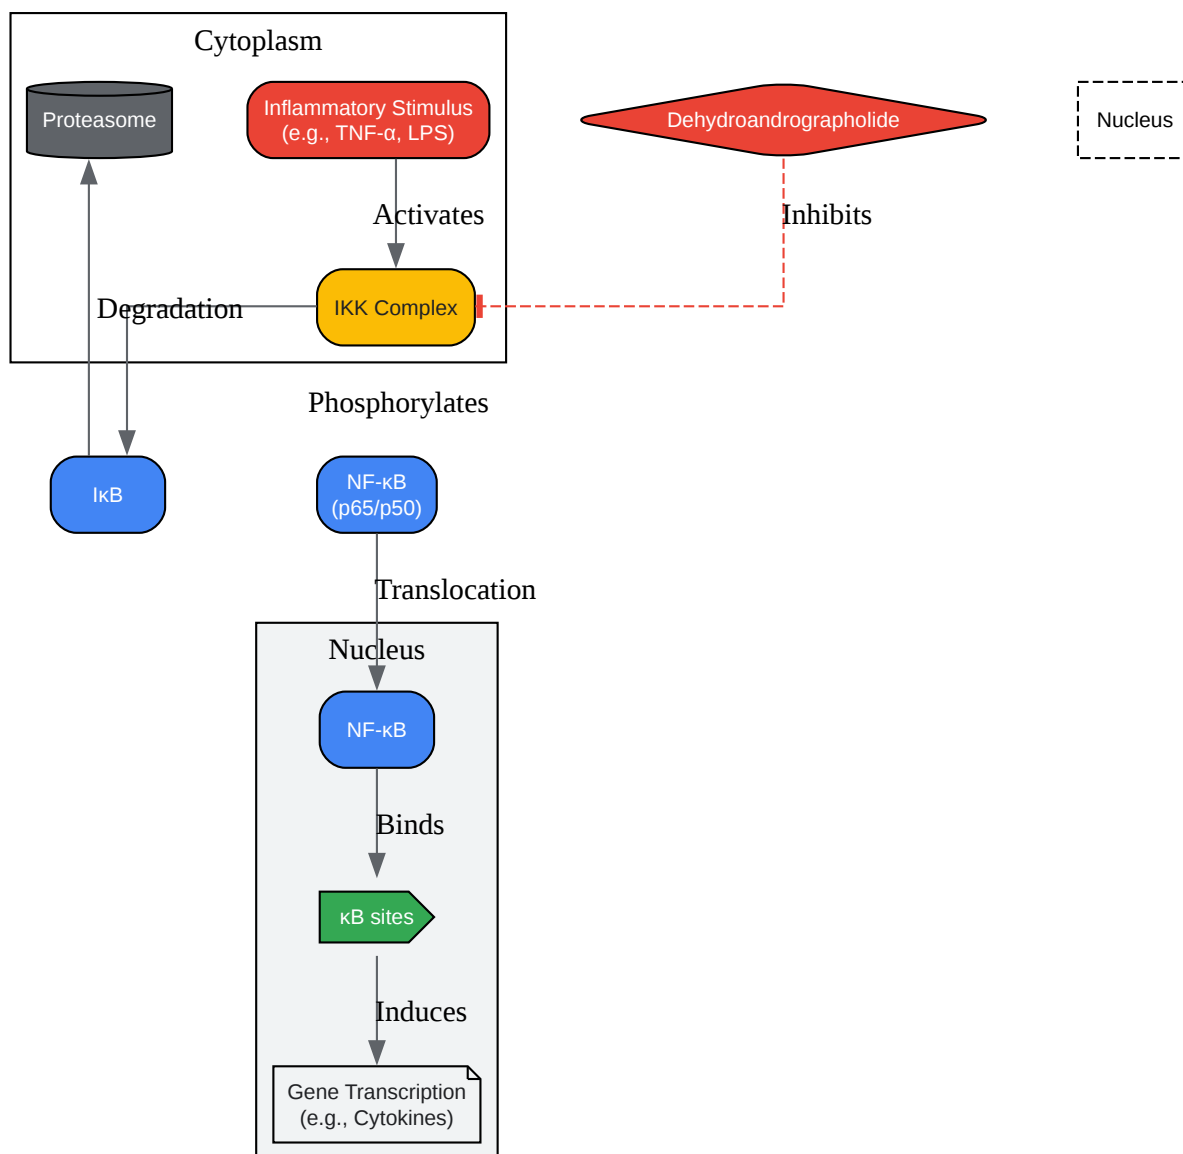 Cytoplasm
Proteasome
Inflammatory Stimulus
(e.g., TNF-α, LPS)
Dehydroandrographolide
Nucleus
Activates
Inhibits
Degradation
IKK Complex
Phosphorylates
IκB
NF-κB
(p65/p50)
Translocation
Nucleus
NF-κB
Binds
κB sites
Induces
Gene Transcription
(e.g., Cytokines)